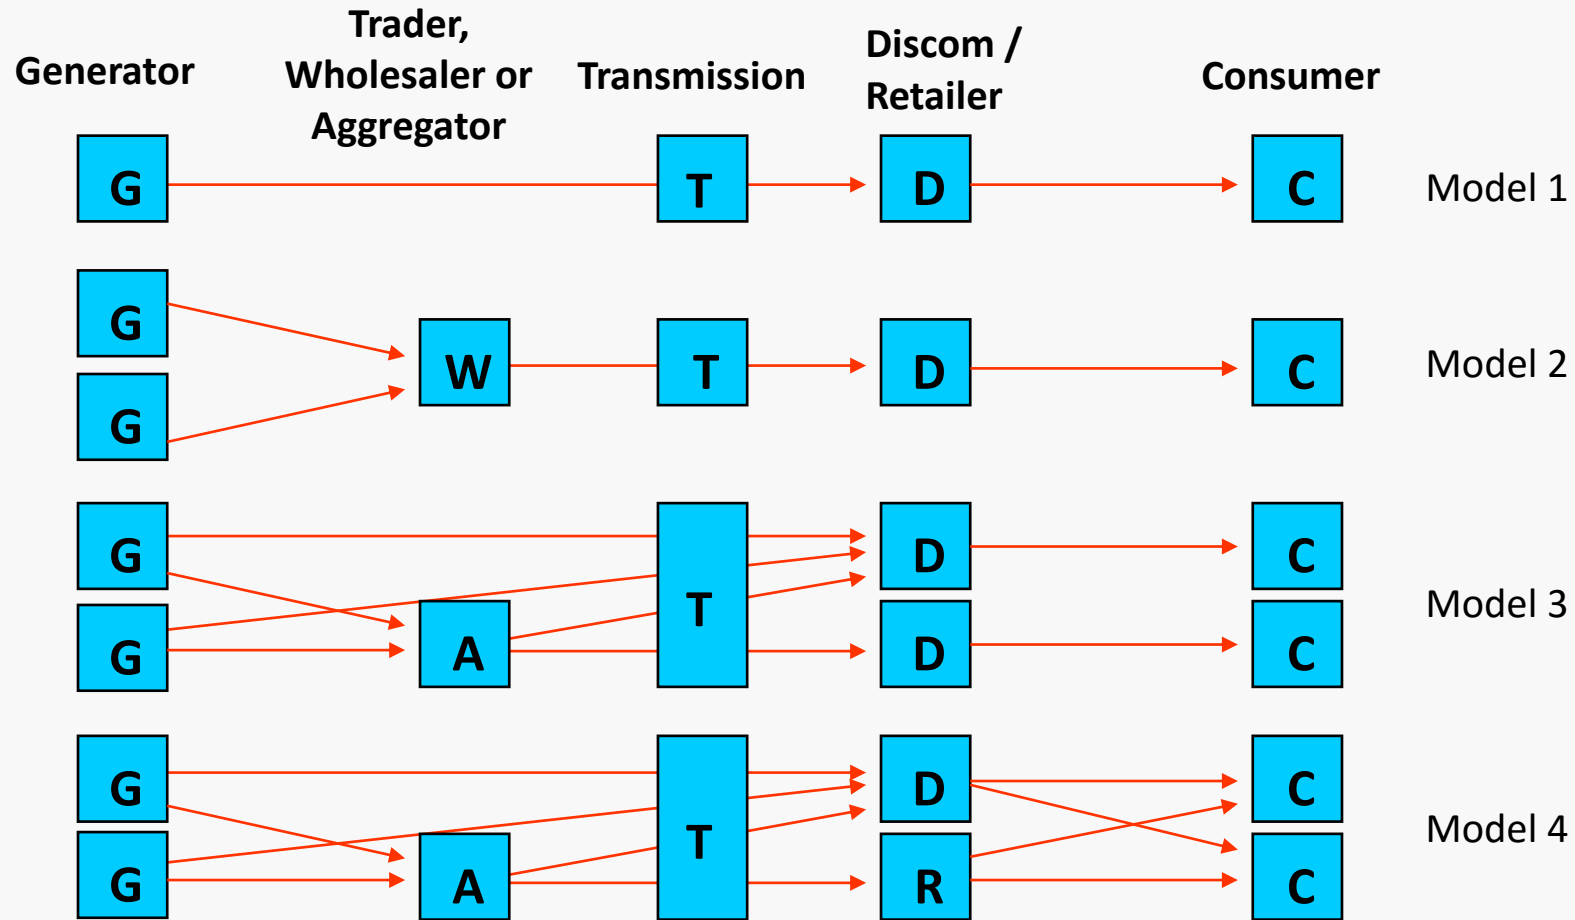 Generator
Trader,
Wholesaler or
Aggregator
Transmission
Discom /
Retailer
Consumer
G
T
D
C
Model 1
G
G
W
T
D
C
Model 2
G
G
A
T
D
D
C
C
Model 3
G
G
A
T
D
R
C
C
Model 4